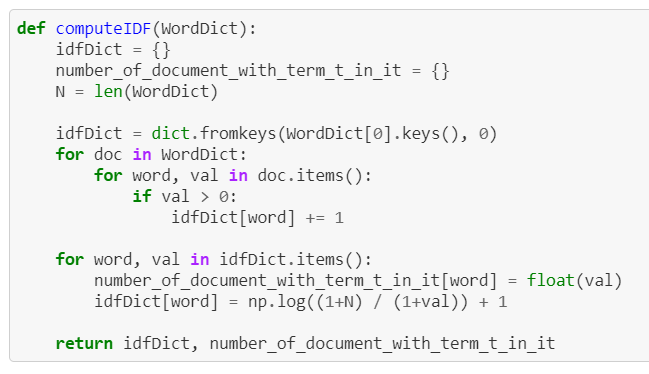 def computeIDF(WordDict):
    idfDict = {}
    number_of_document_with_term_t_in_it = {}
    N = len(WordDict)

    idfDict = dict.fromkeys(WordDict[0].keys(), 0)
    for doc in WordDict:
        for word, val in doc.items():
            if val > 0:
                idfDict[word] += 1

    for word, val in idfDict.items():
        number_of_document_with_term_t_in_it[word] = float(val)
        idfDict[word] = np.log((1+N) / (1+val)) + 1

    return idfDict, number_of_document_with_term_t_in_it